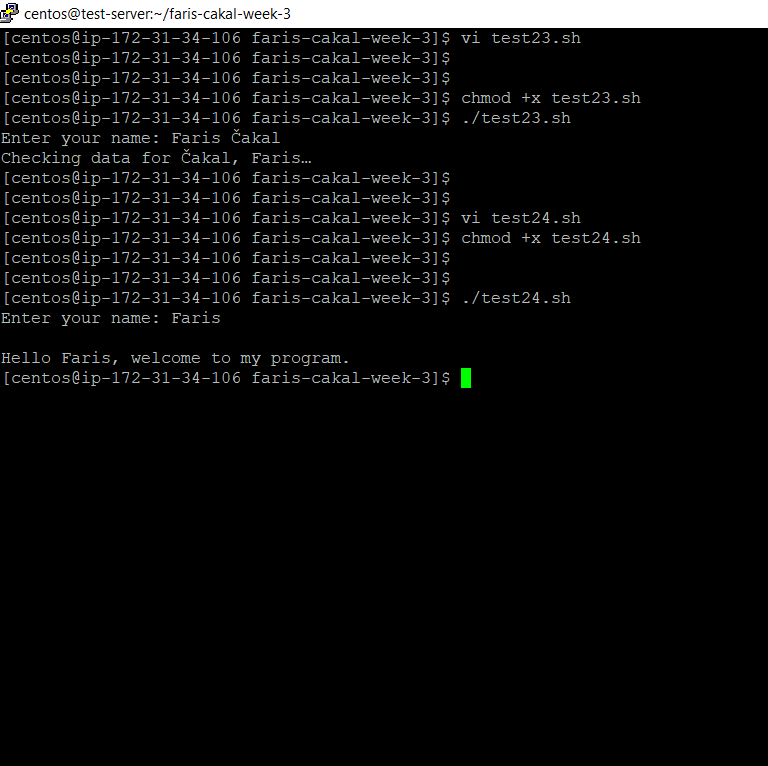 centos@test-server:~/faris-cakal-week-3
[centos@ip-172-31-34-106 faris-cakal-week-3]$ vi test23.sh
[centos@ip-172-31-34-106 faris-cakal-week-3]$
[centos@ip-172-31-34-106 faris-cakal-week-3]$
[centos@ip-172-31-34-106 faris-cakal-week-3]$ chmod +x test23.sh
[centos@ip-172-31-34-106 faris-cakal-week-3]$ ./test23.sh
Enter your name: Faris Čakal
Checking data for Čakal, Faris…
[centos@ip-172-31-34-106 faris-cakal-week-3]$
[centos@ip-172-31-34-106 faris-cakal-week-3]$
[centos@ip-172-31-34-106 faris-cakal-week-3]$ vi test24.sh
[centos@ip-172-31-34-106 faris-cakal-week-3]$ chmod +x test24.sh
[centos@ip-172-31-34-106 faris-cakal-week-3]$
[centos@ip-172-31-34-106 faris-cakal-week-3]$
[centos@ip-172-31-34-106 faris-cakal-week-3]$ ./test24.sh
Enter your name: Faris

Hello Faris, welcome to my program.
[centos@ip-172-31-34-106 faris-cakal-week-3]$